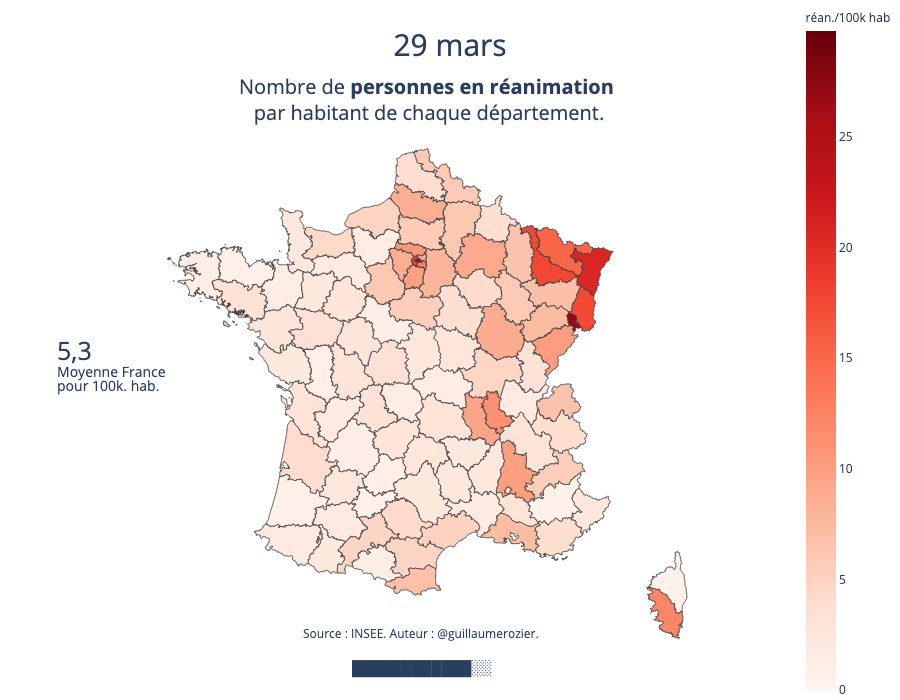 réan./100k hab
29 mars
Nombre de personnes en réanimation
par habitant de chaque département.
25
20
5,3
Moyenne France
pour 100k. hab.
15
10
5
Source : INSEE. Auteur : @guillaumerozier.
0